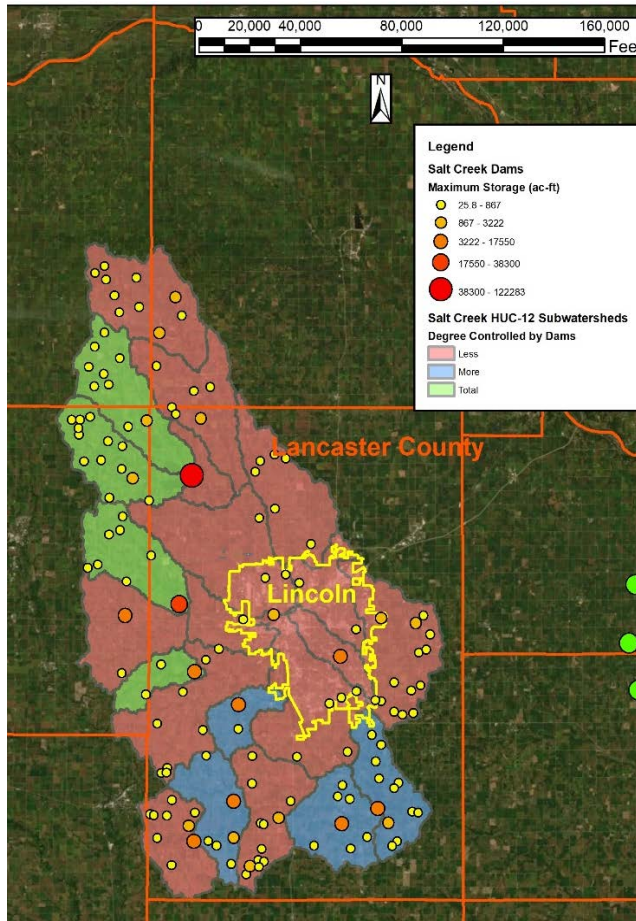 0 20,000 40,000 80,000 120,000 160,000
Feet
N
Legend
Salt Creek Dams
Maximum Storage (ac-ft)
25.8 - 867
867 - 3222
3222 - 17550
17550 - 38300
38300 - 122283
Salt Creek HUC-12 Subwatersheds
Degree Controlled by Dams
Less
More
Total
Lancaster County
Lincoln